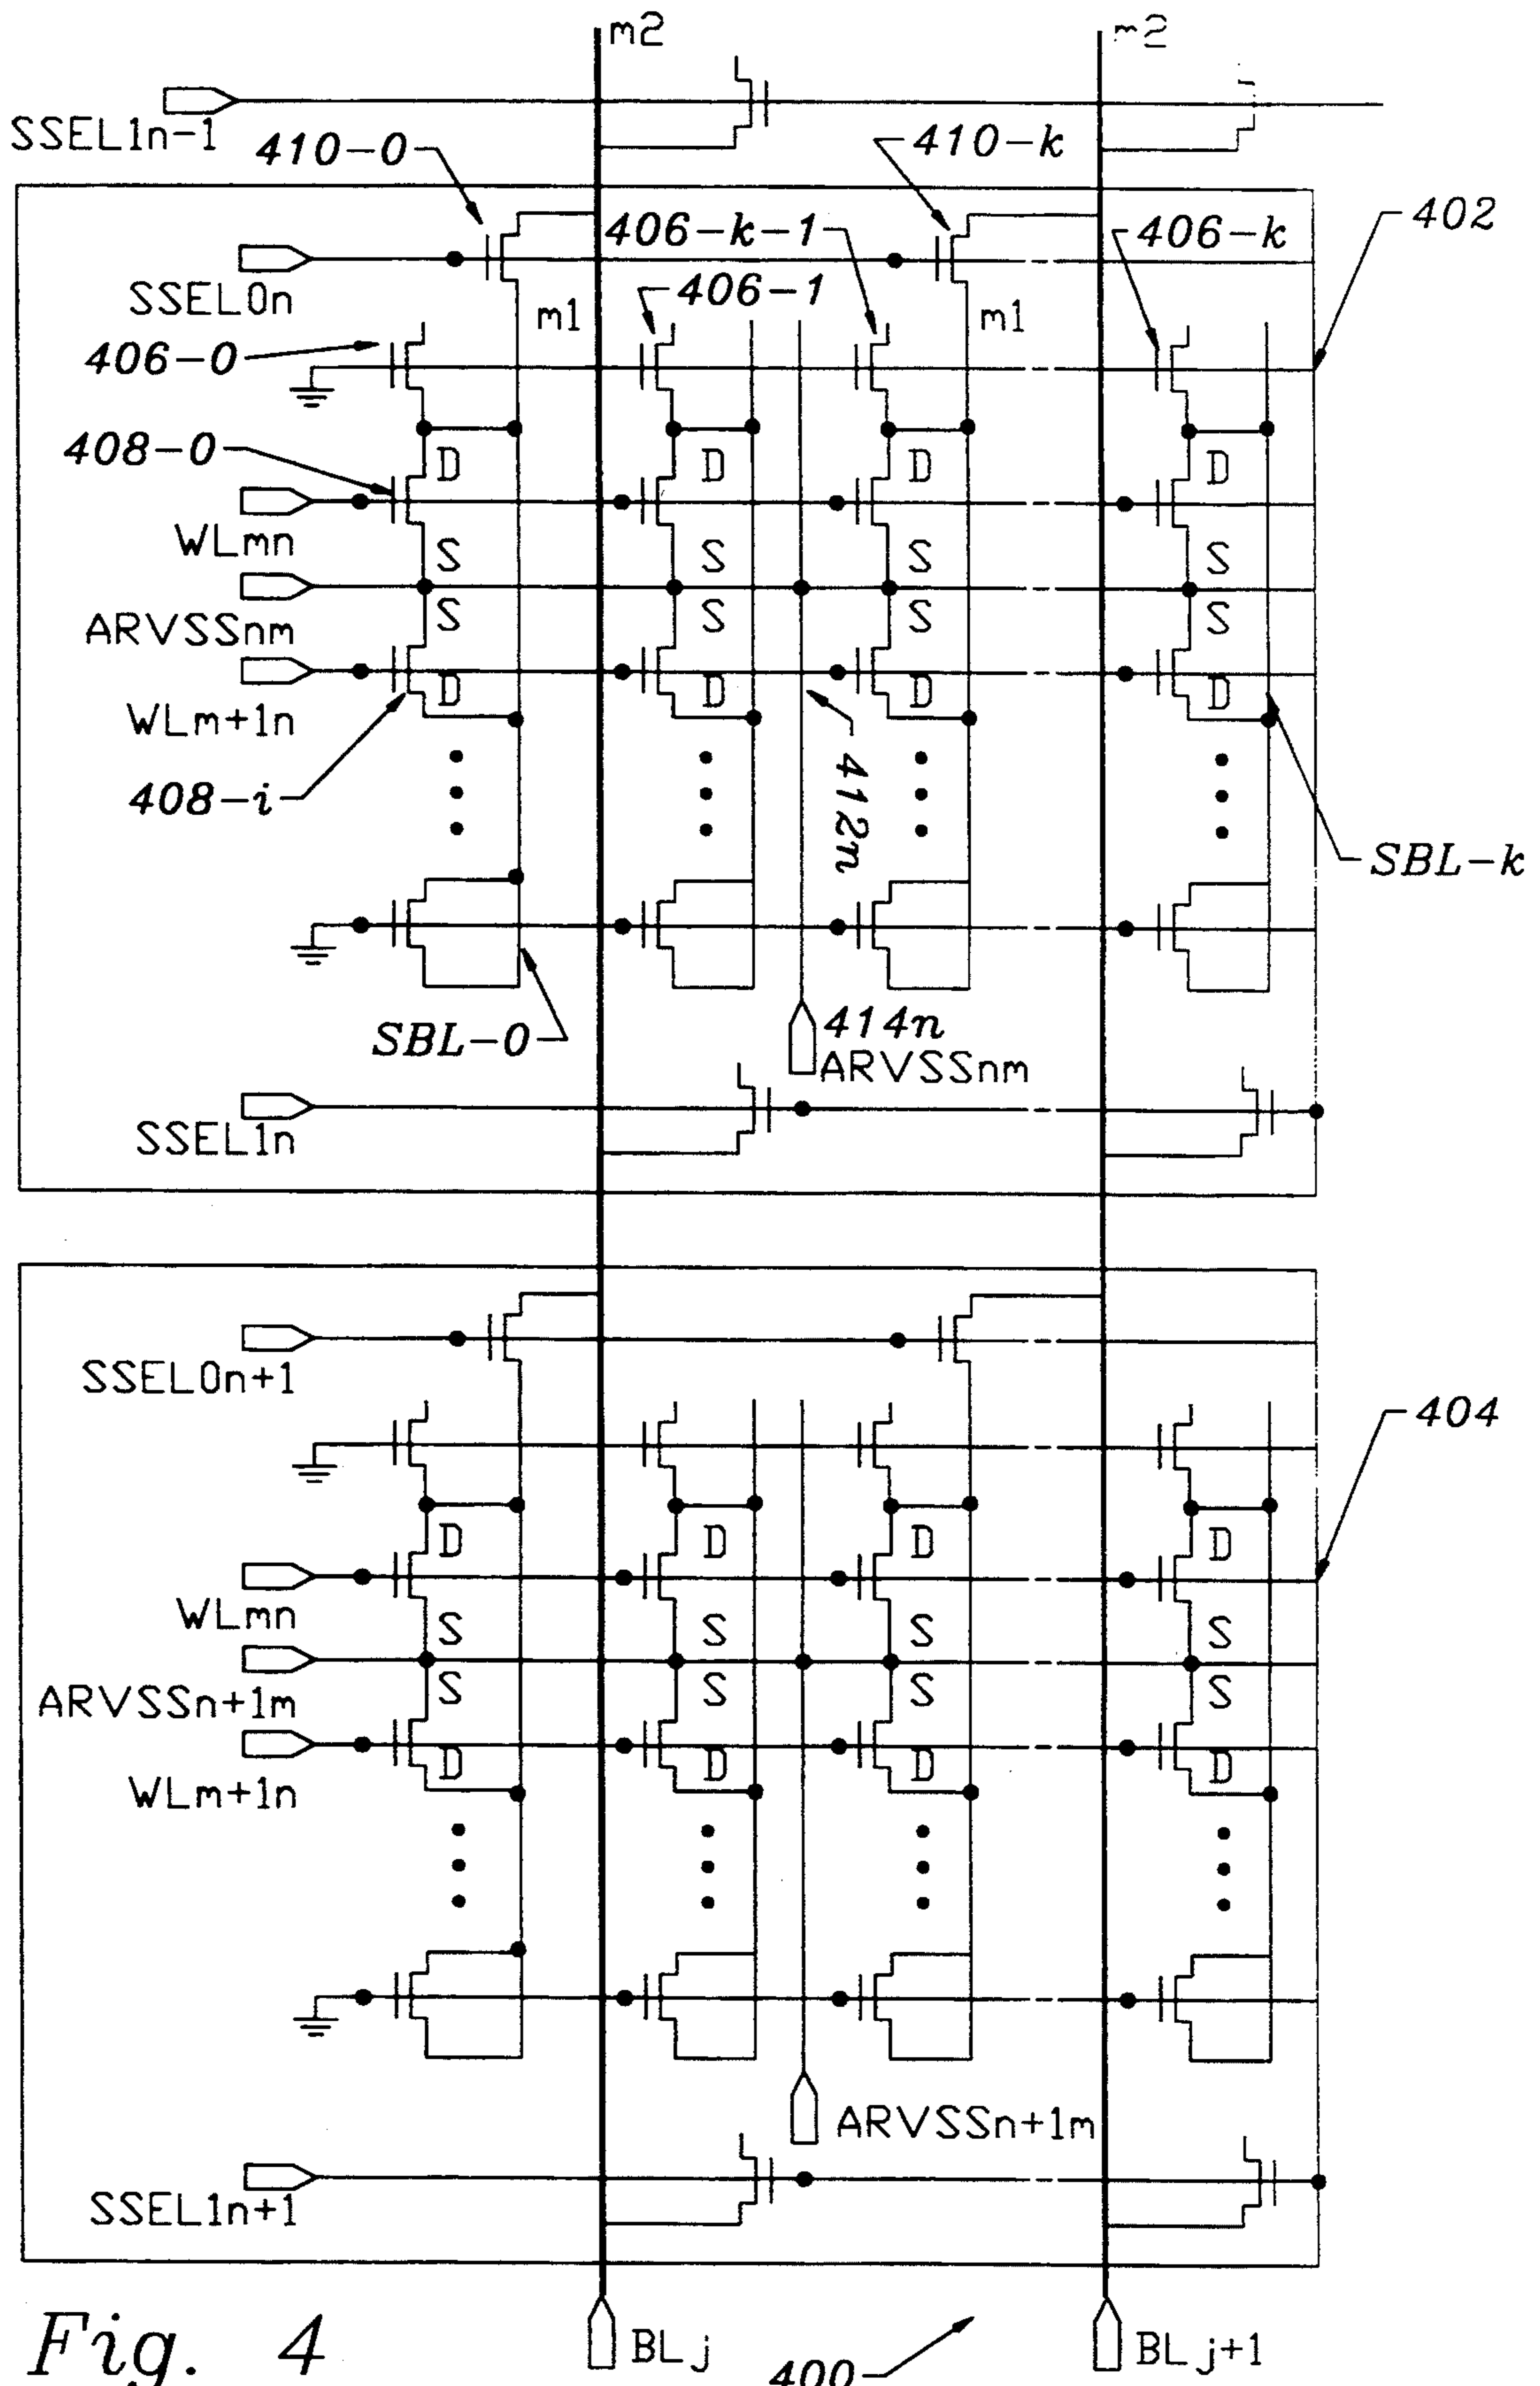 m2
m2
SSEL1n-1
410-0
410-k
402
SSEL0n
406-k-1
406-k
406-1
m1
m1
406-0
408-0
D
D
D
D
WLmn
S
S
S
S
ARVSSnm
S
S
S
S
WLm+1n
D
D
D
D
408-i
412n
SBL-k
SBL-0
414n
ARVSSnm
SSEL1n
SSEL0n+1
404
D
D
D
D
WLmn
S
S
S
S
ARVSSn+1m
S
S
S
S
WLm+1n
D
D
D
D
ARVSSn+1m
SSEL1n+1
Fig. 4
BLj
400
BLj+1